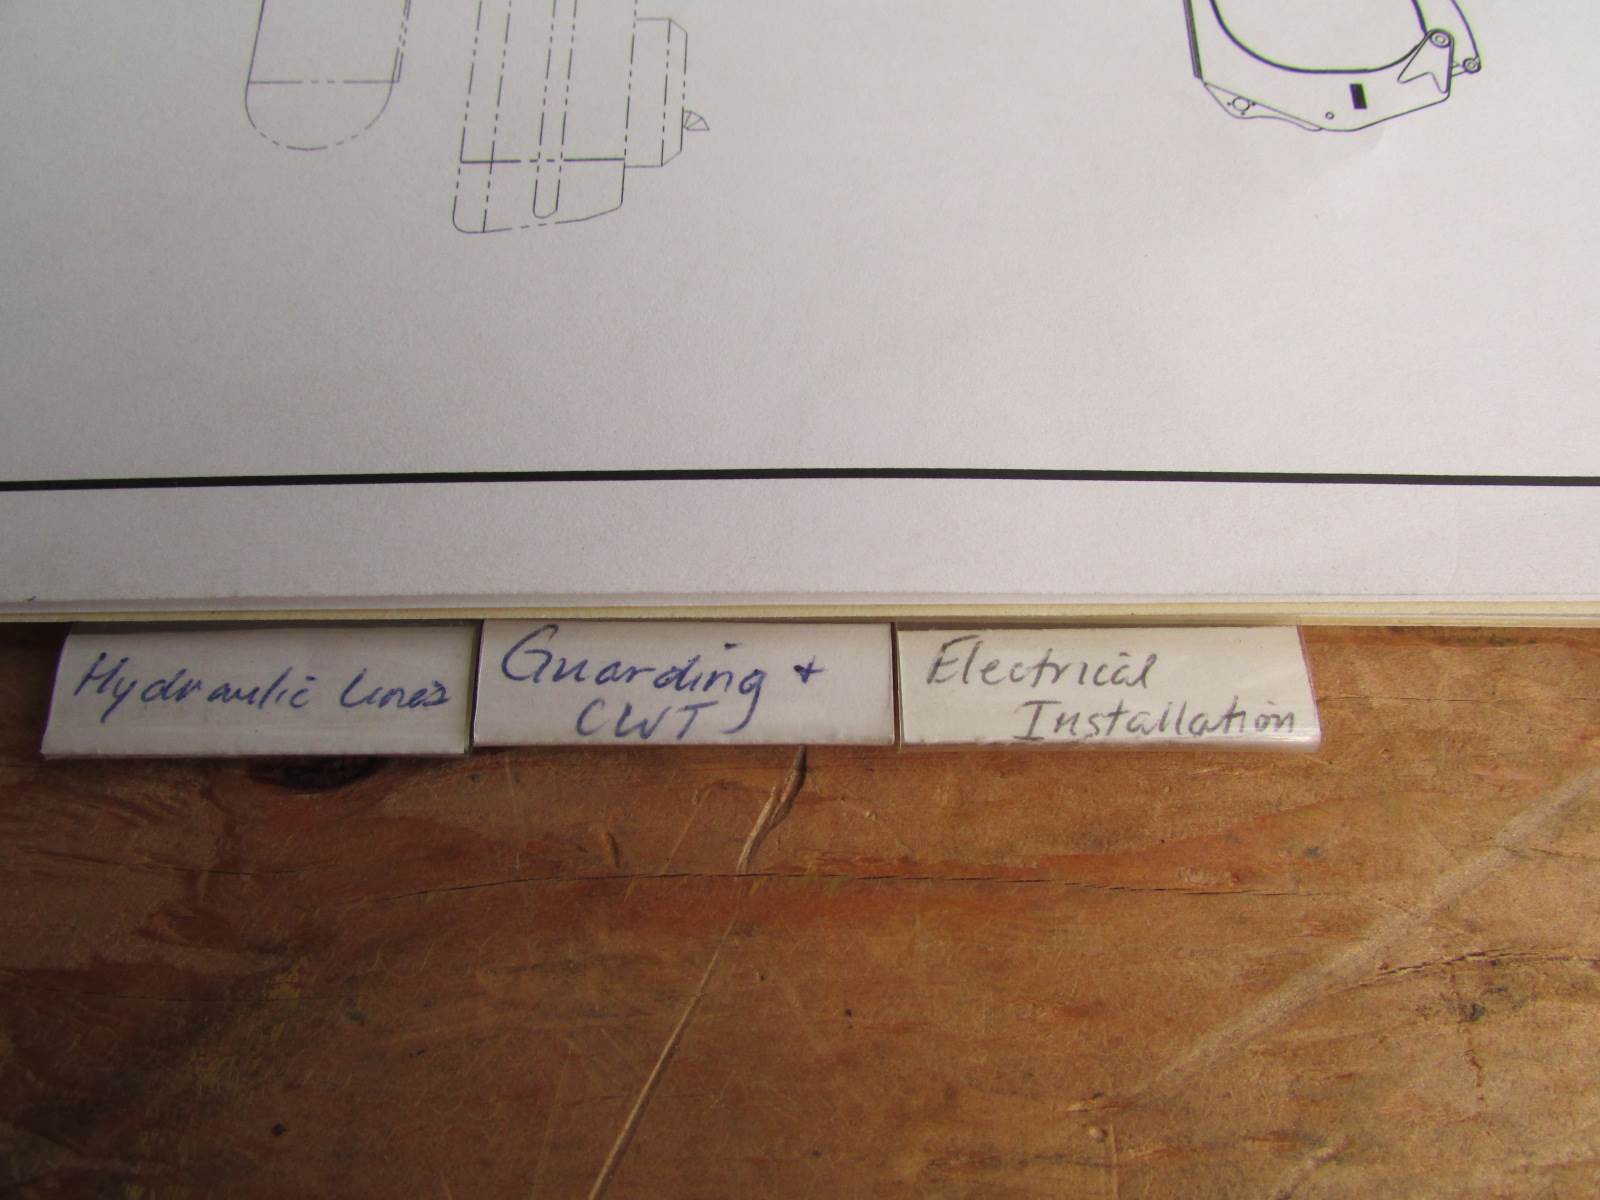 Hydraulic Lines
Guarding +
CWT
Electrical
Installation